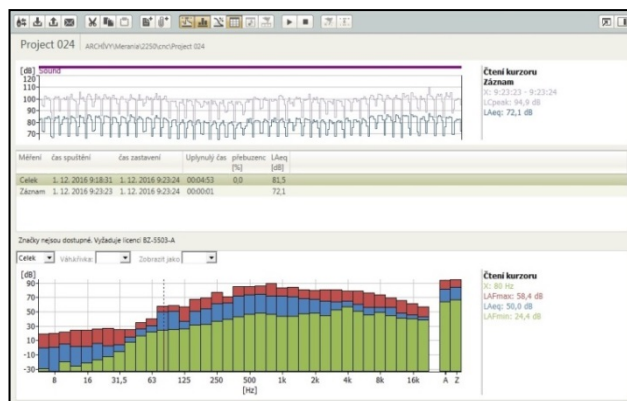 Project 024 ARCHÍVY\Merania\2250\cnc\Project 024
[dB] Sound
120
110
100
90
80
70
Čtení kurzoru
Záznam
X: 9:23:23 - 9:23:24
LCpeak: 94,9 dB
LAeq: 72,1 dB
Měření čas spuštění čas zastavení Uplynulý čas přebuzenc LAeq
[%] [dB]
Celek 1. 12. 2016 9:18:31 1. 12. 2016 9:23:24 00:04:53 0,0 81,5
Záznam 1. 12. 2016 9:23:23 1. 12. 2016 9:23:24 00:00:01 72,1
Značky nejsou dostupné. Vyžaduje licenci BZ-5503-A
Celek Váha/křivka: Zobrazit jako:
[dB]
90
70
50
30
10
-10
-30
8 16 31,5 63 125 250 500 1k 2k 4k 8k 16k A Z
[Hz]
Čtení kurzoru
X: 80 Hz
LAFmax: 58,4 dB
LAeq: 50,0 dB
LAFmin: 24,4 dB